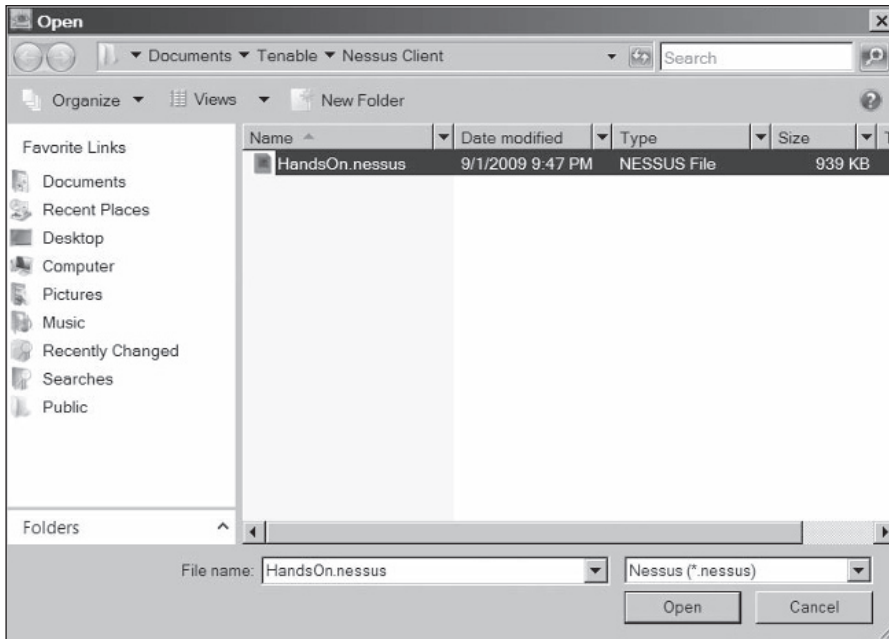 Open
Documents Tenable Nessus Client
Search
Organize Views New Folder
Favorite Links
Documents
Recent Places
Desktop
Computer
Pictures
Music
Recently Changed
Searches
Public
Folders
Name Date modified Type Size
HandsOn.nessus 9/1/2009 9:47 PM NESSUS File 939 KB
File name: HandsOn.nessus Nessus (*.nessus)
Open Cancel